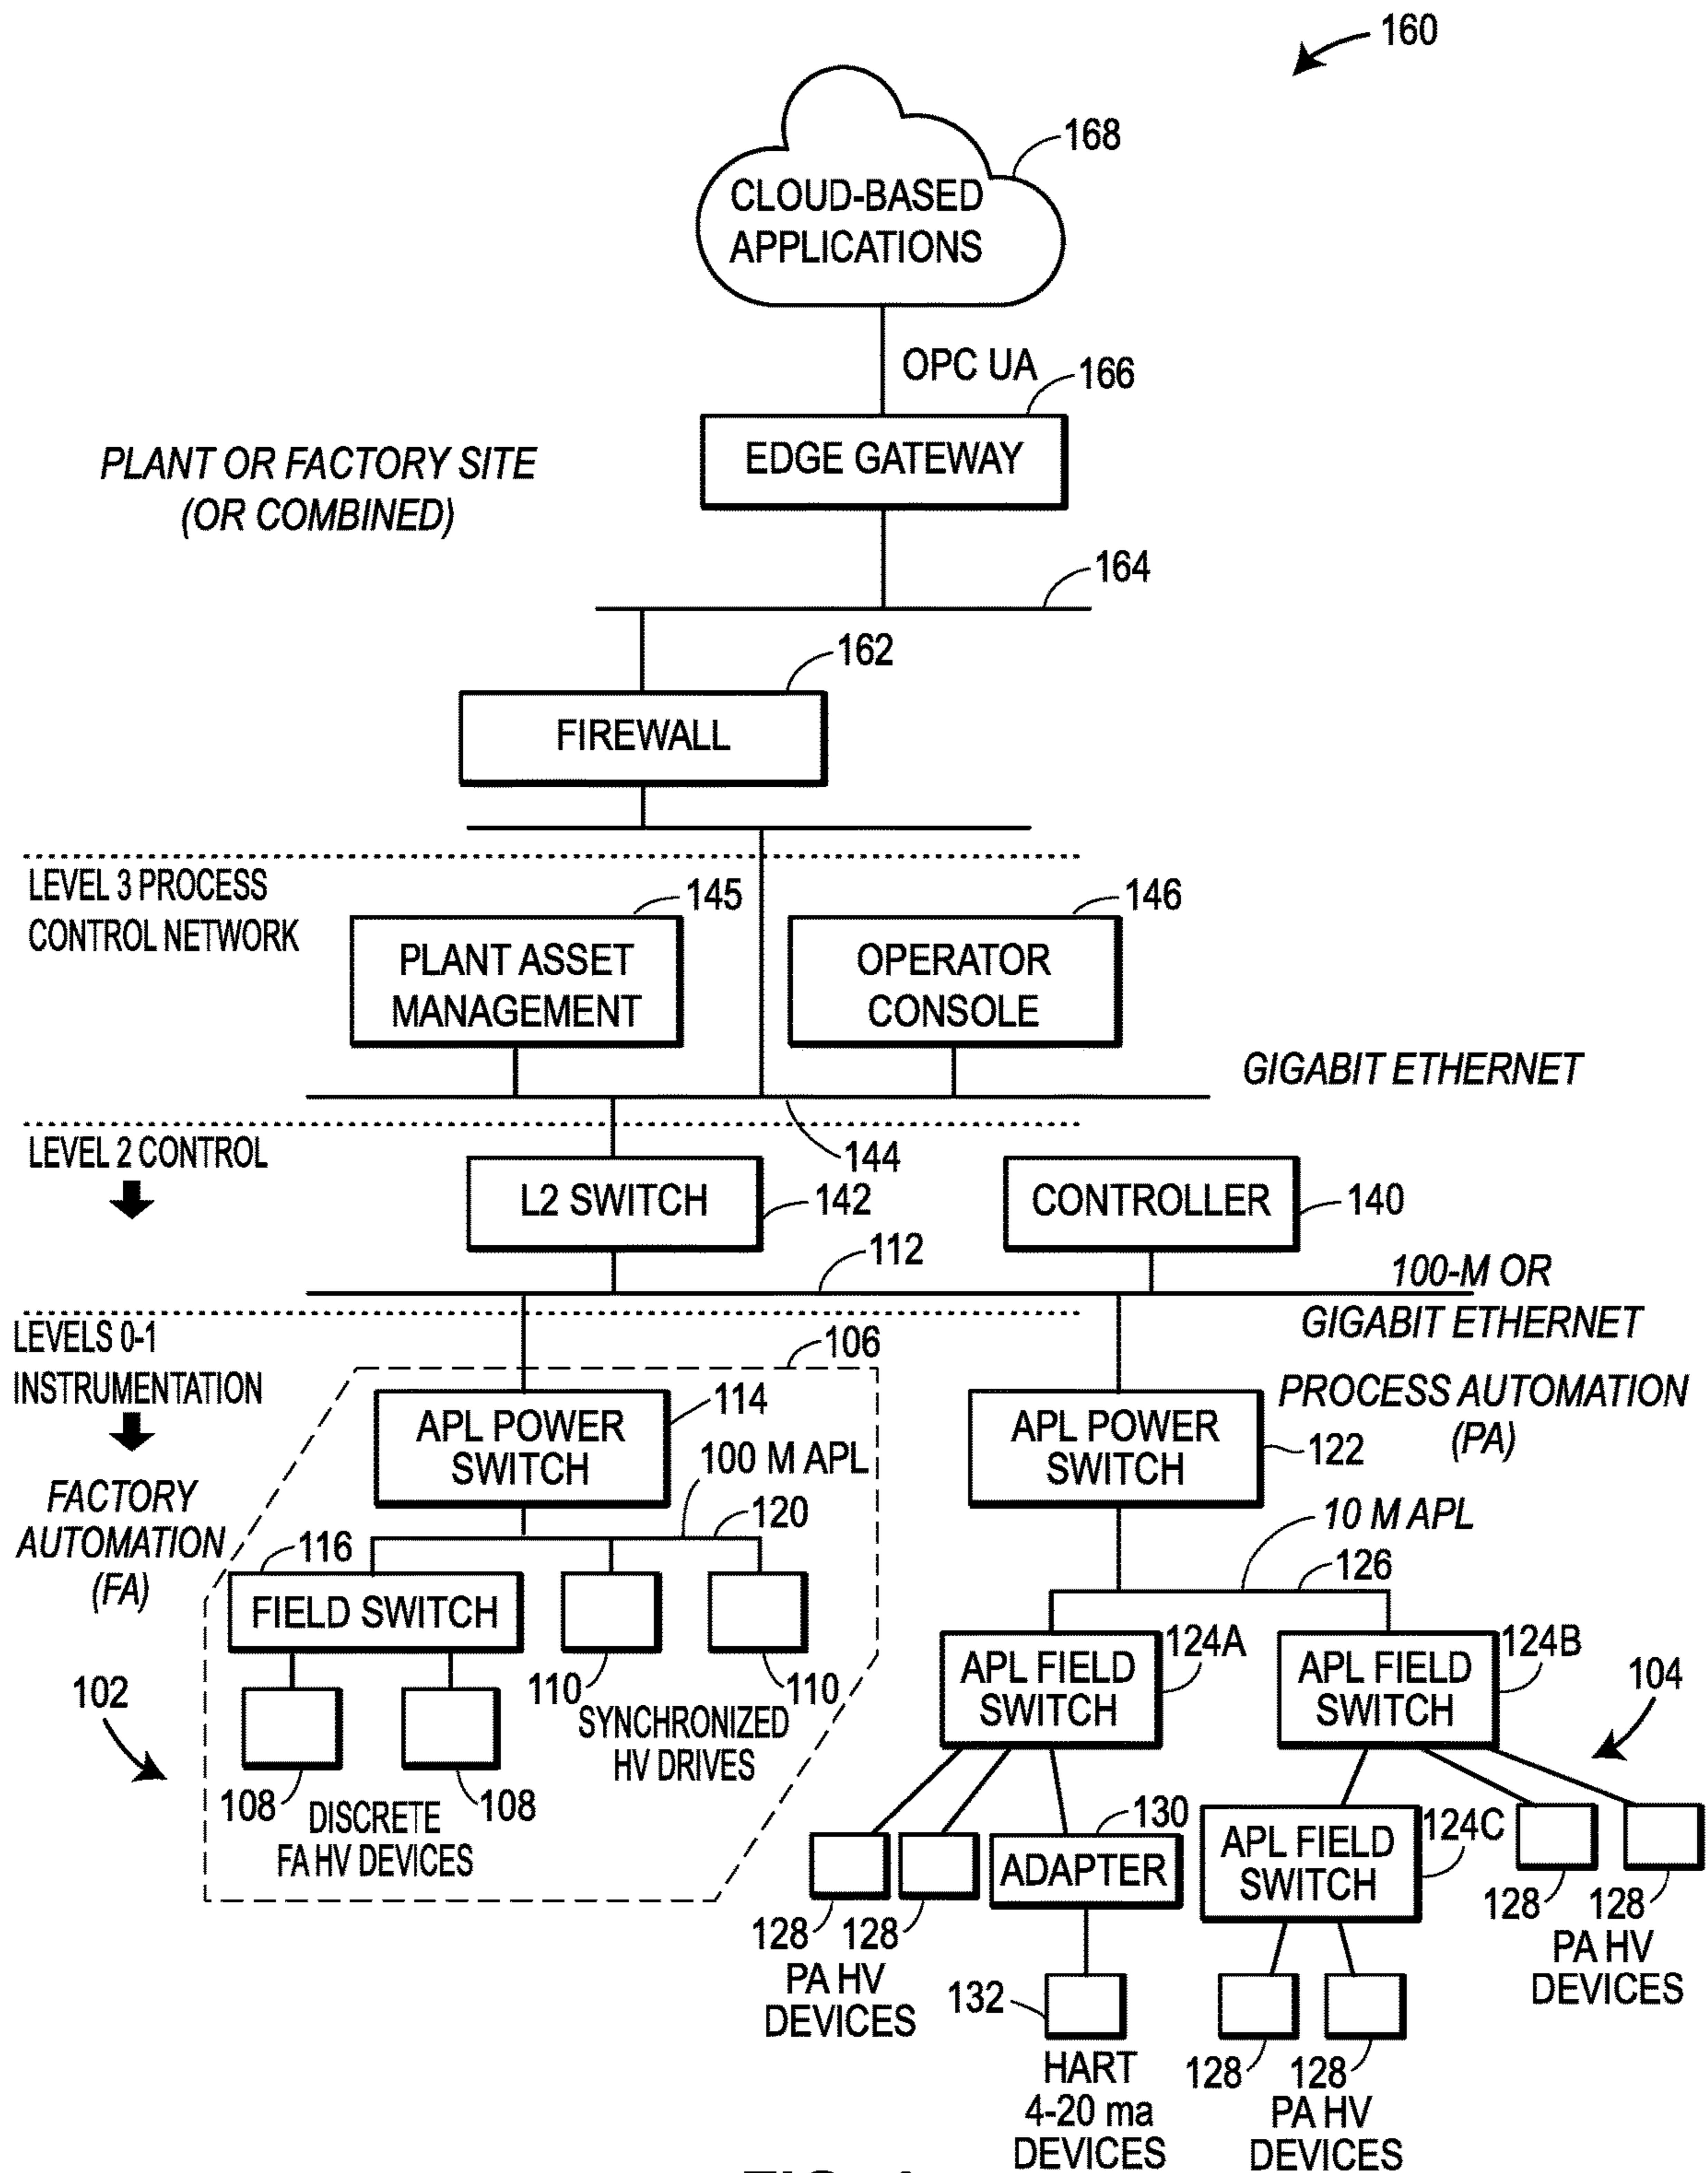 160
168
CLOUD-BASED
APPLICATIONS
OPC UA
166
EDGE GATEWAY
PLANT OR FACTORY SITE
(OR COMBINED)
164
162
FIREWALL
LEVEL 3 PROCESS
CONTROL NETWORK
145
146
PLANT ASSET
MANAGEMENT
OPERATOR
CONSOLE
GIGABIT ETHERNET
LEVEL 2 CONTROL
144
L2 SWITCH
142
CONTROLLER
140
112
100-M OR
GIGABIT ETHERNET
LEVELS 0-1
INSTRUMENTATION
106
APL POWER
SWITCH
114
APL POWER
SWITCH
122
PROCESS AUTOMATION
(PA)
100 M APL
120
FACTORY
AUTOMATION
(FA)
116
FIELD SWITCH
10 M APL
126
110
110
SYNCHRONIZED
HV DRIVES
102
108
108
DISCRETE
FA HV DEVICES
APL FIELD
SWITCH
124A
APL FIELD
SWITCH
124B
104
130
ADAPTER
APL FIELD
SWITCH
124C
128
128
PA HV
DEVICES
128
128
PA HV
DEVICES
132
HART
4-20 ma
DEVICES
128
128
PA HV
DEVICES